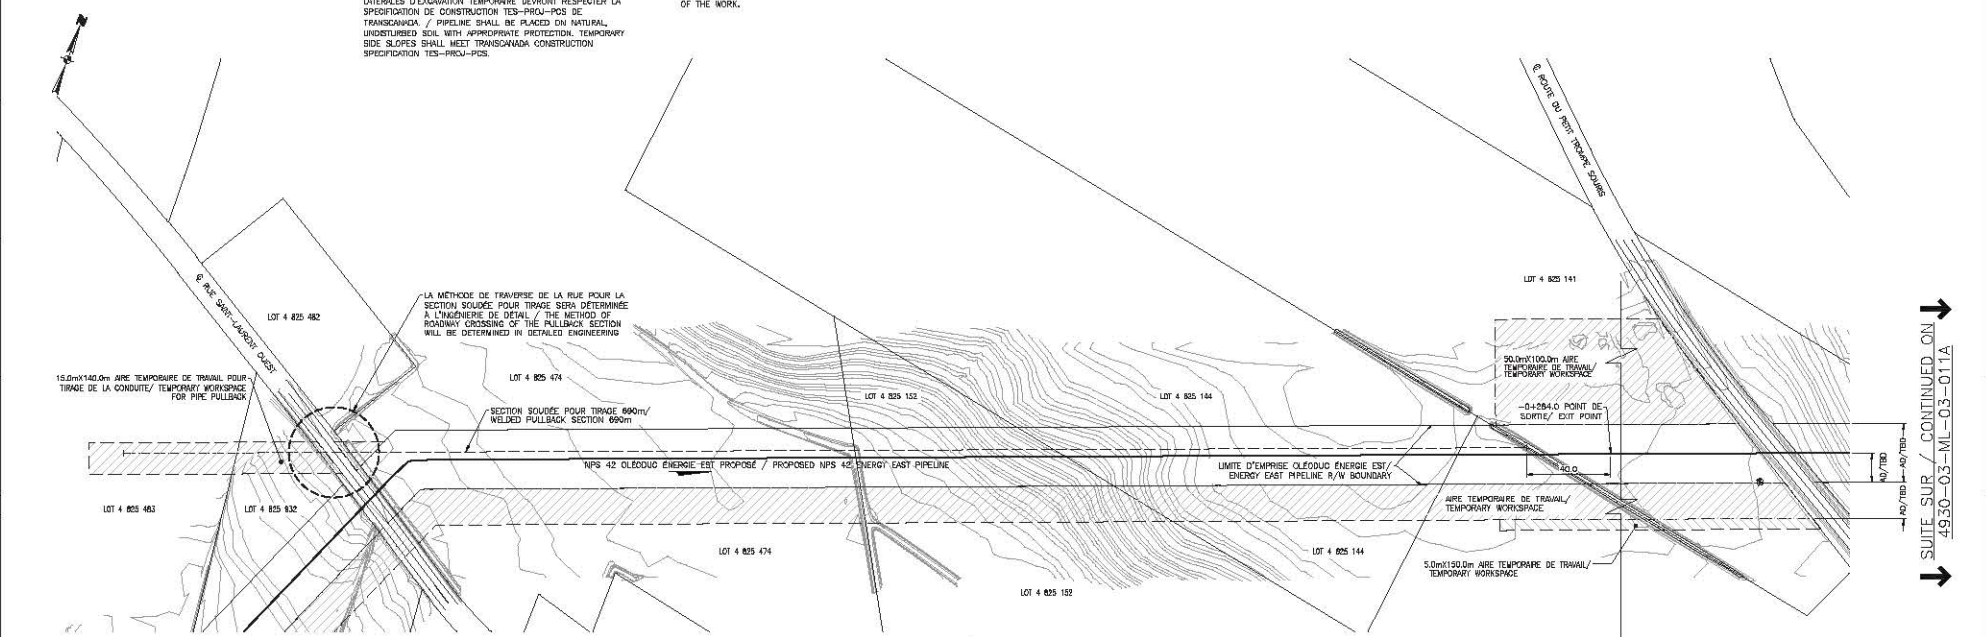 LATÉRALES D'EXCAVATION TEMPORAIRE DEVRONT RESPECTER LA
SPECIFICATION DE CONSTRUCTION TES-PROJ-PCS DE
TRANSCANADA. / PIPELINE SHALL BE PLACED ON NATURAL,
UNDISTURBED SOIL WITH APPROPRIATE PROTECTION. TEMPORARY
SIDE SLOPES SHALL MEET TRANSCANADA CONSTRUCTION
SPECIFICATION TES-PROJ-PCS.
OF THE WORK.
N
℄ RUE SAINT-LAURENT OUEST
℄ ROUTE DU PETIT TROMPE SOURIS
LOT 4 825 482
LA MÉTHODE DE TRAVERSE DE LA RUE POUR LA
SECTION SOUDÉE POUR TIRAGE SERA DÉTERMINÉE
À L'INGÉNIERIE DE DÉTAIL / THE METHOD OF
ROADWAY CROSSING OF THE PULLBACK SECTION
WILL BE DETERMINED IN DETAILED ENGINEERING
LOT 4 825 141
15.0mX140.0m AIRE TEMPORAIRE DE TRAVAIL POUR
TIRAGE DE LA CONDUITE/ TEMPORARY WORKSPACE
FOR PIPE PULLBACK
LOT 4 825 474
LOT 4 825 152
LOT 4 825 144
50.0mX100.0m AIRE
TEMPORAIRE DE TRAVAIL/
TEMPORARY WORKSPACE
SECTION SOUDÉE POUR TIRAGE 690m/
WELDED PULLBACK SECTION 690m
-0+264.0 POINT DE
SORTIE/ EXIT POINT
NPS 42 OLÉODUC ÉNERGIE EST PROPOSÉ / PROPOSED NPS 42 ENERGY EAST PIPELINE
LIMITE D'EMPRISE OLÉODUC ÉNERGIE EST/
ENERGY EAST PIPELINE R/W BOUNDARY
40.0
AIRE TEMPORAIRE DE TRAVAIL/
TEMPORARY WORKSPACE
LOT 4 825 483
LOT 4 825 932
LOT 4 825 474
LOT 4 825 144
5.0mX150.0m AIRE TEMPORAIRE DE TRAVAIL/
TEMPORARY WORKSPACE
LOT 4 825 152
AD/TBD
AD/TBD
AD/TBD
SUITE SUR / CONTINUED ON
4930-03-ML-03-011A